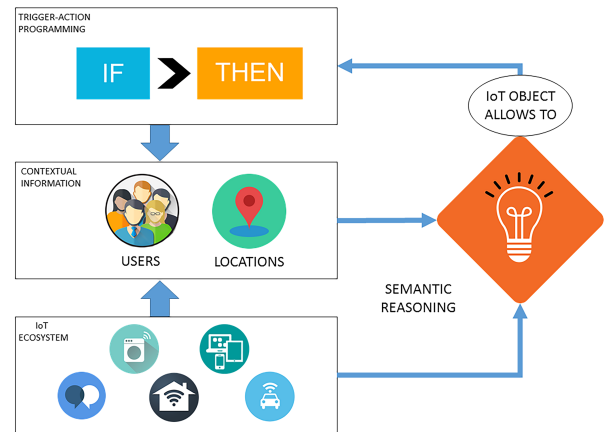 TRIGGER-ACTION
PROGRAMMING
IF
THEN
IoT OBJECT
ALLOWS TO
CONTEXTUAL
INFORMATION
USERS
LOCATIONS
SEMANTIC
REASONING
IoT
ECOSYSTEM